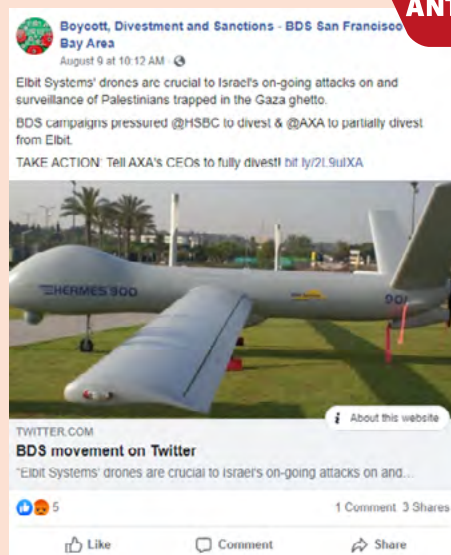 ANT
Boycott, Divestment and Sanctions - BDS San Francisco
Bay Area
August 9 at 10:12 AM ·
Elbit Systems' drones are crucial to Israel's on-going attacks on and
surveillance of Palestinians trapped in the Gaza ghetto.
BDS campaigns pressured @HSBC to divest & @AXA to partially divest
from Elbit.
TAKE ACTION: Tell AXA's CEOs to fully divest! bit.ly/2L9uIXA
HERMES 900
90
i About this website
TWITTER.COM
BDS movement on Twitter
"Elbit Systems' drones are crucial to Israel's on-going attacks on and...
5
1 Comment 3 Shares
Like Comment Share